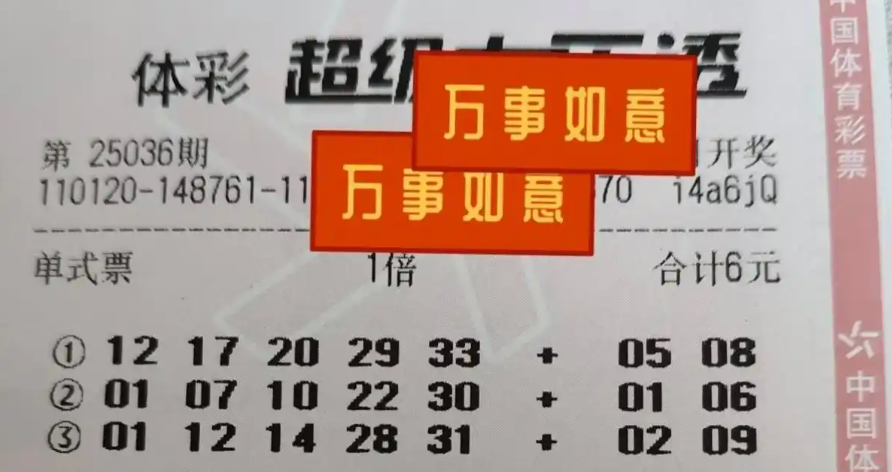 体彩 超级大乐透
万事如意
第 25036期
开奖
110120-148761-11
70 i4a6jQ
万事如意
单式票 1倍 合计6元
① 12 17 20 29 33 + 05 08
② 01 07 10 22 30 + 01 06
③ 01 12 14 28 31 + 02 09
中国体育彩票
中国体